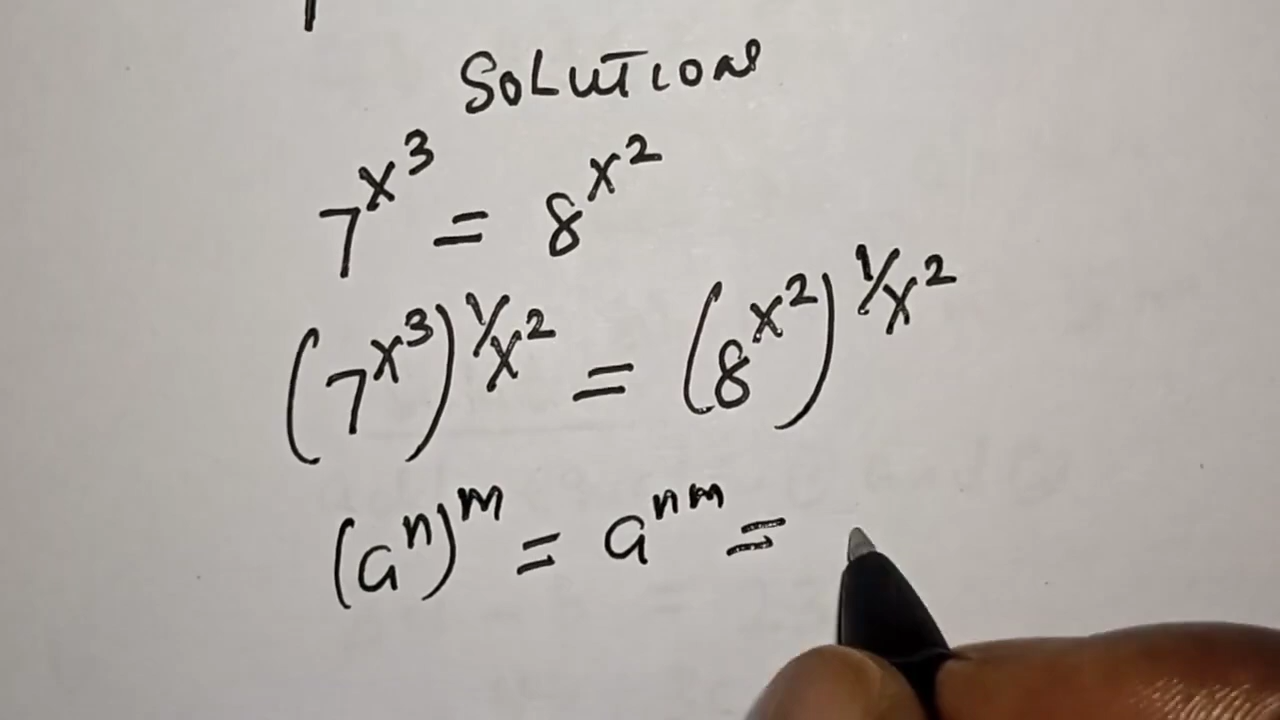 SOLUTIONS
7^x^3 = 8^x^2
(7^x^3)^1/x^2 = (8^x^2)^1/x^2
(a^n)^m = a^nm =